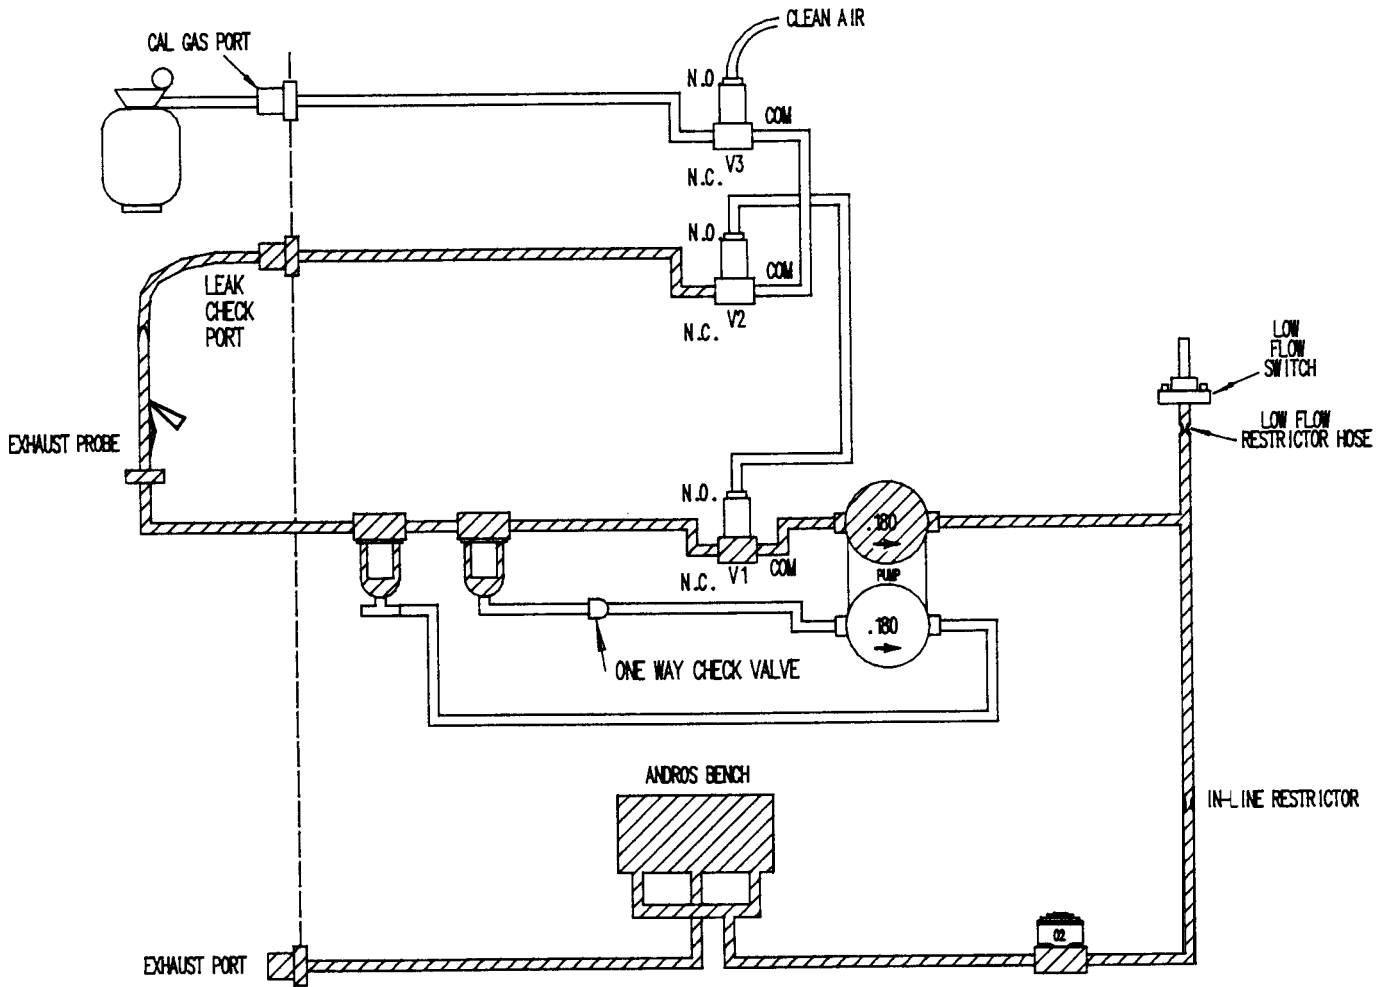 CLEAN AIR
CAL GAS PORT
N.O.
COM
V3
N.C.
N.O.
COM
V2
N.C.
LEAK
CHECK
PORT
LOW
FLOW
SWITCH
LOW FLOW
RESTRICTOR HOSE
EXHAUST PROBE
N.O.
V1
COM
N.C.
.180
PUMP
.180
ONE WAY CHECK VALVE
ANDROS BENCH
IN-LINE RESTRICTOR
O2
EXHAUST PORT